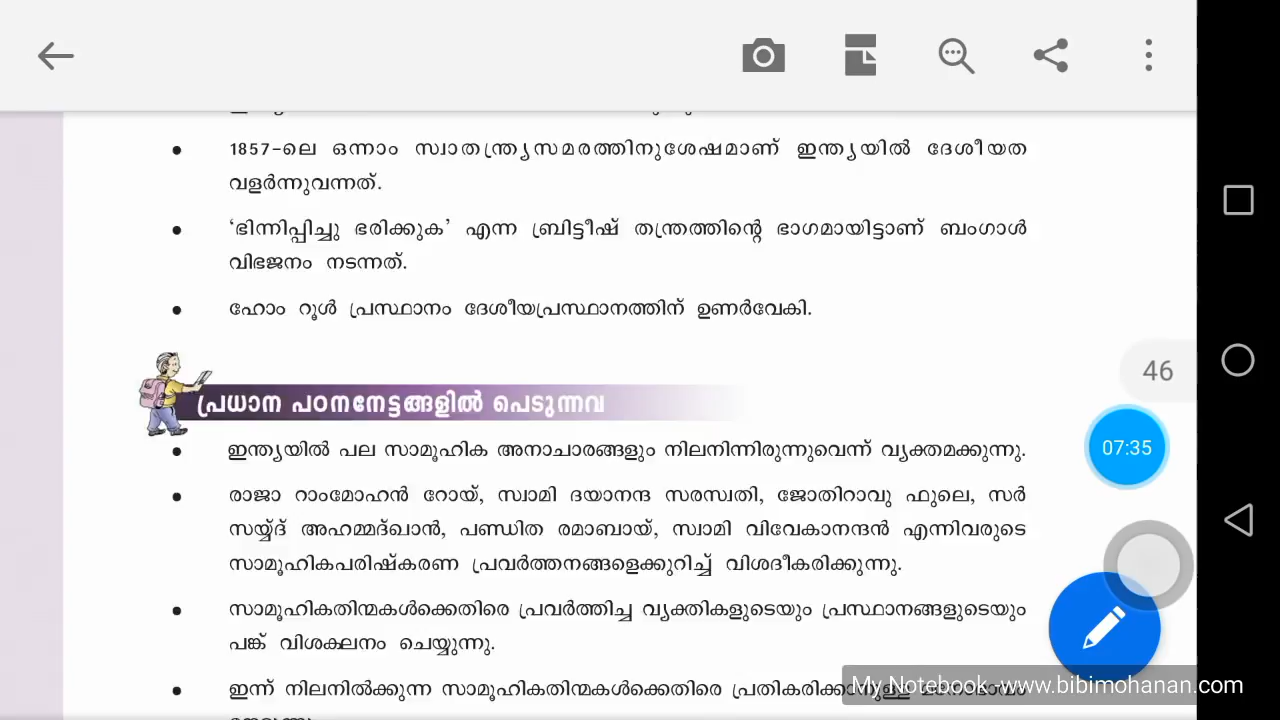 1857-ലെ ഒന്നാം സ്വാതന്ത്ര്യസമരത്തിനുശേഷമാണ് ഇന്ത്യയിൽ ദേശീയത
വളർന്നുവന്നത്.
‘ഭിന്നിപ്പിച്ചു ഭരിക്കുക’ എന്ന ബ്രിട്ടീഷ് തന്ത്രത്തിന്റെ ഭാഗമായിട്ടാണ് ബംഗാൾ
വിഭജനം നടന്നത്.
ഹോം റൂൾ പ്രസ്ഥാനം ദേശീയപ്രസ്ഥാനത്തിന് ഉണർവേകി.
46
പ്രധാന പഠനനേട്ടങ്ങളിൽ പെടുന്നവ
07:35
ഇന്ത്യയിൽ പല സാമൂഹിക അനാചാരങ്ങളും നിലനിന്നിരുന്നുവെന്ന് വ്യക്തമക്കുന്നു.
രാജാ റാംമോഹൻ റോയ്, സ്വാമി ദയാനന്ദ സരസ്വതി, ജോതിറാവു ഫുലെ, സർ
സയ്യ്ദ് അഹമ്മദ്ഖാൻ, പണ്ഡിത രമാബായ്, സ്വാമി വിവേകാനന്ദൻ എന്നിവരുടെ
സാമൂഹികപരിഷ്കരണ പ്രവർത്തനങ്ങളെക്കുറിച്ച് വിശദീകരിക്കുന്നു.
സാമൂഹികതിന്മകൾക്കെതിരെ പ്രവർത്തിച്ച വ്യക്തികളുടെയും പ്രസ്ഥാനങ്ങളുടെയും
പങ്ക് വിശകലനം ചെയ്യുന്നു.
ഇന്ന് നിലനിൽക്കുന്ന സാമൂഹികതിന്മകൾക്കെതിരെ പ്രതികരിക്കാനുള്ള
My Notebook -www.bibimohanan.com